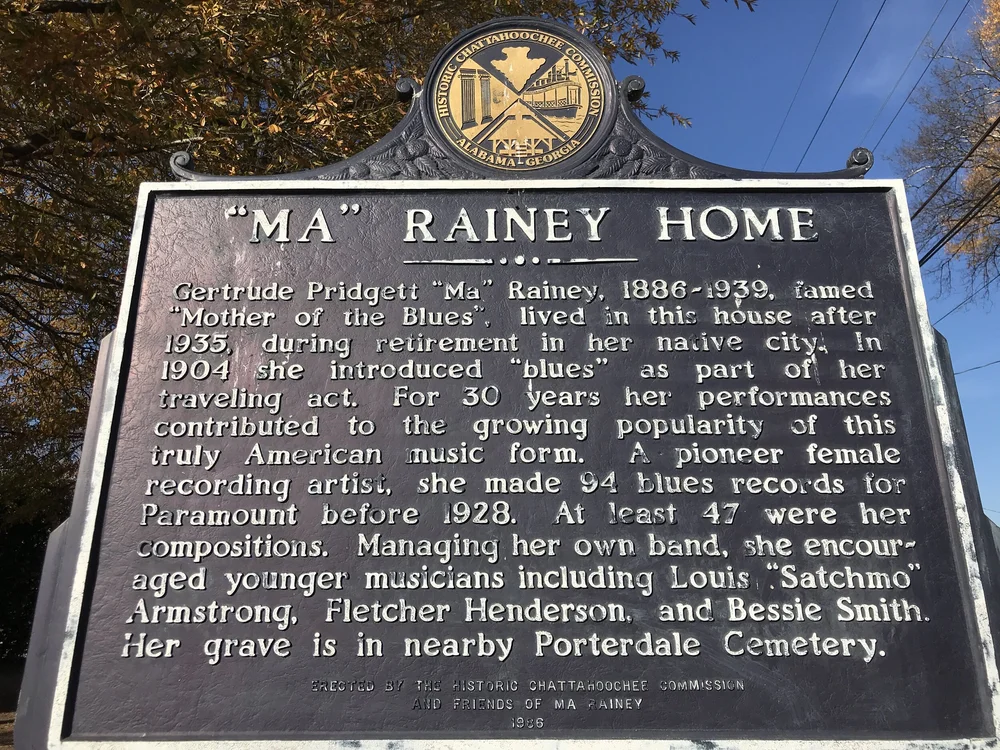 HISTORIC CHATTAHOOCHEE COMMISSION
ALABAMA GEORGIA
"MA" RAINEY HOME
Gertrude Pridgett "Ma" Rainey, 1886-1939, famed
"Mother of the Blues", lived in this house after
1935, during retirement in her native city. In
1904 she introduced "blues" as part of her
traveling act. For 30 years her performances
contributed to the growing popularity of this
truly American music form. A pioneer female
recording artist, she made 94 blues records for
Paramount before 1928. At least 47 were her
compositions. Managing her own band, she encour-
aged younger musicians including Louis "Satchmo"
Armstrong, Fletcher Henderson, and Bessie Smith.
Her grave is in nearby Porterdale Cemetery.
ERECTED BY THE HISTORIC CHATTAHOOCHEE COMMISSION
AND FRIENDS OF MA RAINEY
1986